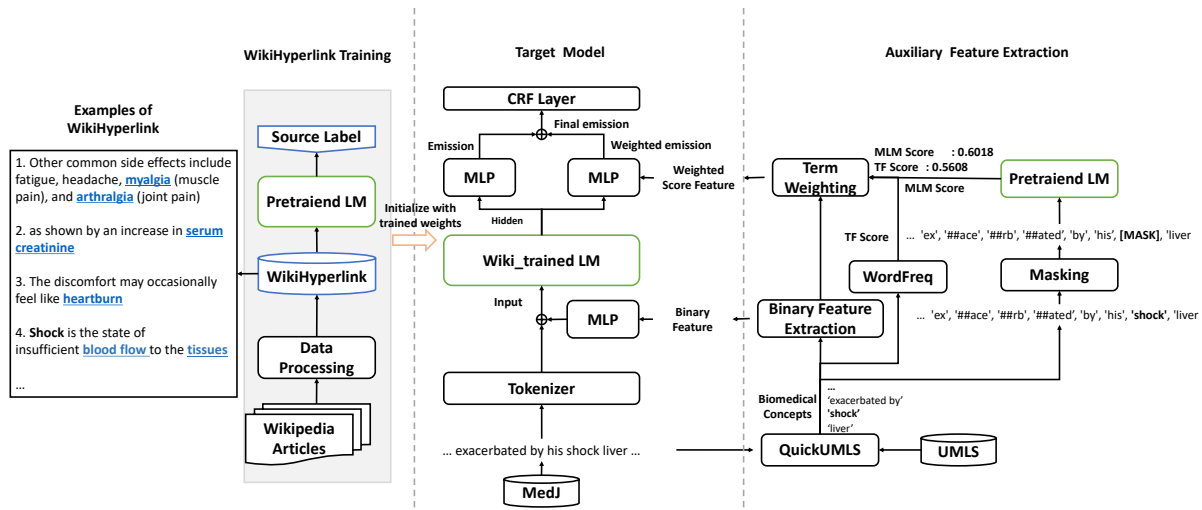 WikiHyperlink Training
Target Model
Auxiliary Feature Extraction
Examples of
WikiHyperlink
1. Other common side effects include
fatigue, headache, myalgia (muscle
pain), and arthralgia (joint pain)
2. as shown by an increase in serum
creatinine
3. The discomfort may occasionally
feel like heartburn
4. Shock is the state of
insufficient blood flow to the tissues
...
Source Label
Pretraiend LM
WikiHyperlink
Data
Processing
Wikipedia
Articles
Initialize with
trained weights
CRF Layer
Final emission
Emission
Weighted emission
MLP
MLP
Hidden
Wiki_trained LM
Input
MLP
Tokenizer
... exacerbated by his shock liver ...
MedJ
Weighted
Score Feature
Binary
Feature
Term
Weighting
MLM Score : 0.6018
TF Score : 0.5608
MLM Score
Pretraiend LM
TF Score
... 'ex', '##ace', '##rb', '##ated', 'by', 'his', [MASK], 'liver
WordFreq
Masking
Binary Feature
Extraction
... 'ex', '##ace', '##rb', '##ated', 'by', 'his', 'shock', 'liver
Biomedical
Concepts
...
'exacerbated by'
'shock'
'liver'
QuickUMLS
UMLS